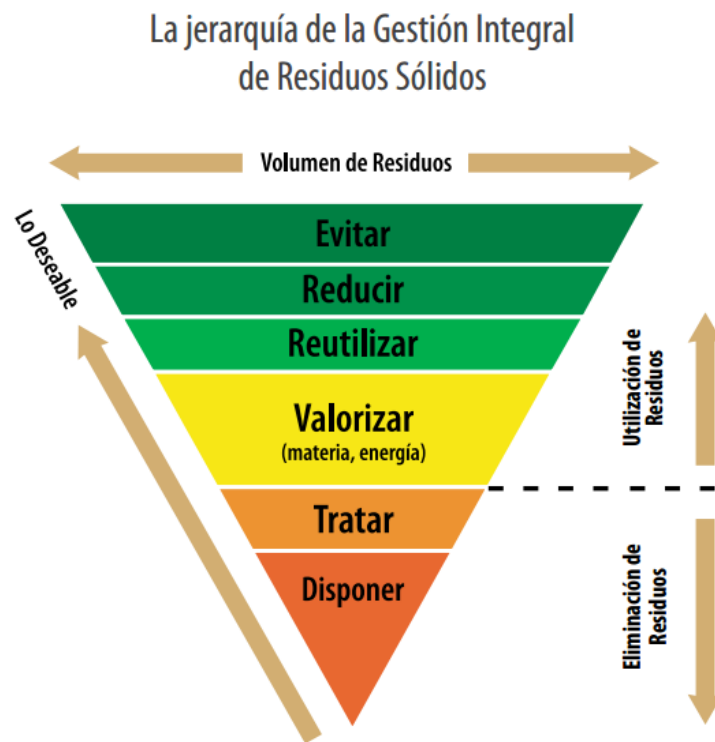 La jerarquía de la Gestión Integral
de Residuos Sólidos
Volumen de Residuos
Lo Deseable
Evitar
Reducir
Reutilizar
Valorizar
(materia, energía)
Tratar
Disponer
Utilización de
Residuos
Eliminación de
Residuos